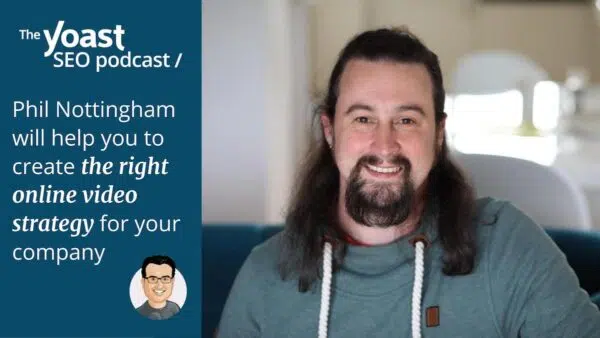 The yoast
SEO podcast /
Phil Nottingham
will help you to
create the right
online video
strategy for your
company